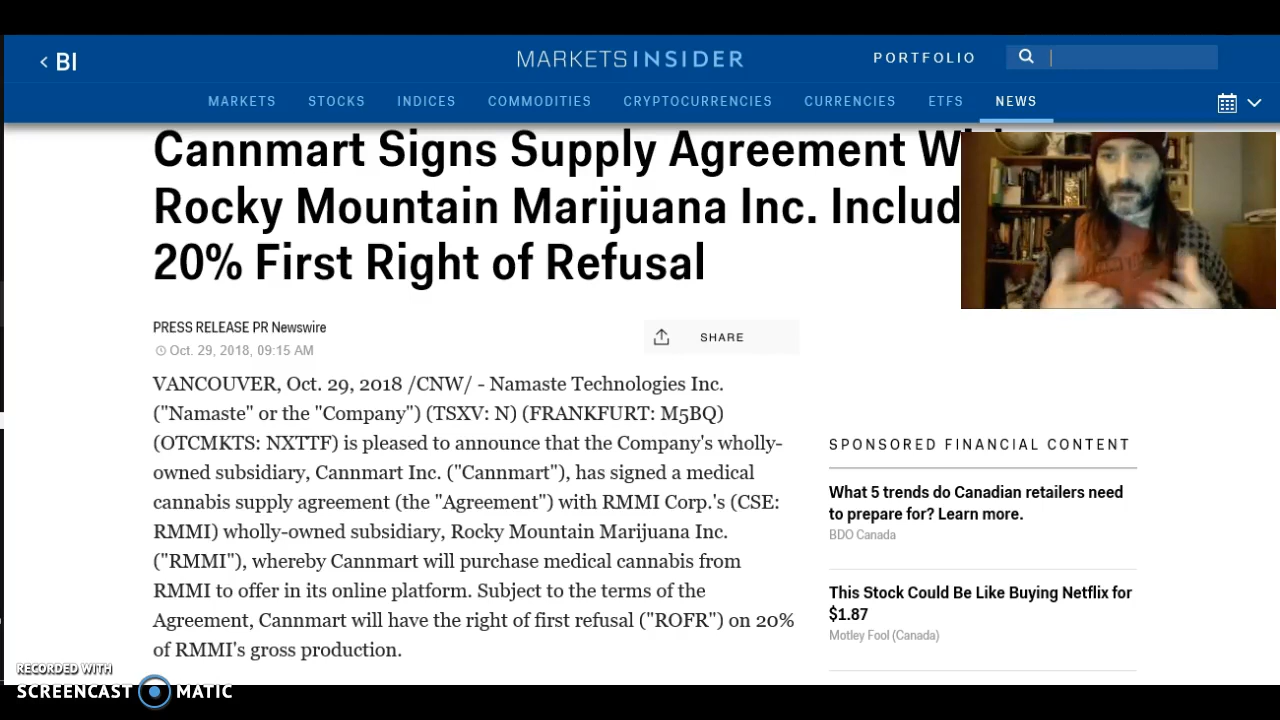 < BI
MARKETS INSIDER
PORTFOLIO
MARKETS STOCKS INDICES COMMODITIES CRYPTOCURRENCIES CURRENCIES ETFS NEWS
Cannmart Signs Supply Agreement
Rocky Mountain Marijuana Inc.
20% First Right of Refusal
PRESS RELEASE PR Newswire
Oct. 29, 2018, 09:15 AM
SHARE
VANCOUVER, Oct. 29, 2018 /CNW/ - Namaste Technologies Inc.
("Namaste" or the "Company") (TSXV: N) (FRANKFURT: M5BQ)
(OTCMKTS: NXTTF) is pleased to announce that the Company's wholly-
owned subsidiary, Cannmart Inc. ("Cannmart"), has signed a medical
cannabis supply agreement (the "Agreement") with RMMI Corp.'s (CSE:
RMMI) wholly-owned subsidiary, Rocky Mountain Marijuana Inc.
("RMMI"), whereby Cannmart will purchase medical cannabis from
RMMI to offer in its online platform. Subject to the terms of the
Agreement, Cannmart will have the right of first refusal ("ROFR") on 20%
of RMMI's gross production.
SPONSORED FINANCIAL CONTENT
What 5 trends do Canadian retailers need
to prepare for? Learn more.
BDO Canada
This Stock Could Be Like Buying Netflix for
$1.87
Motley Fool (Canada)
RECORDED WITH
SCREENCAST MATIC